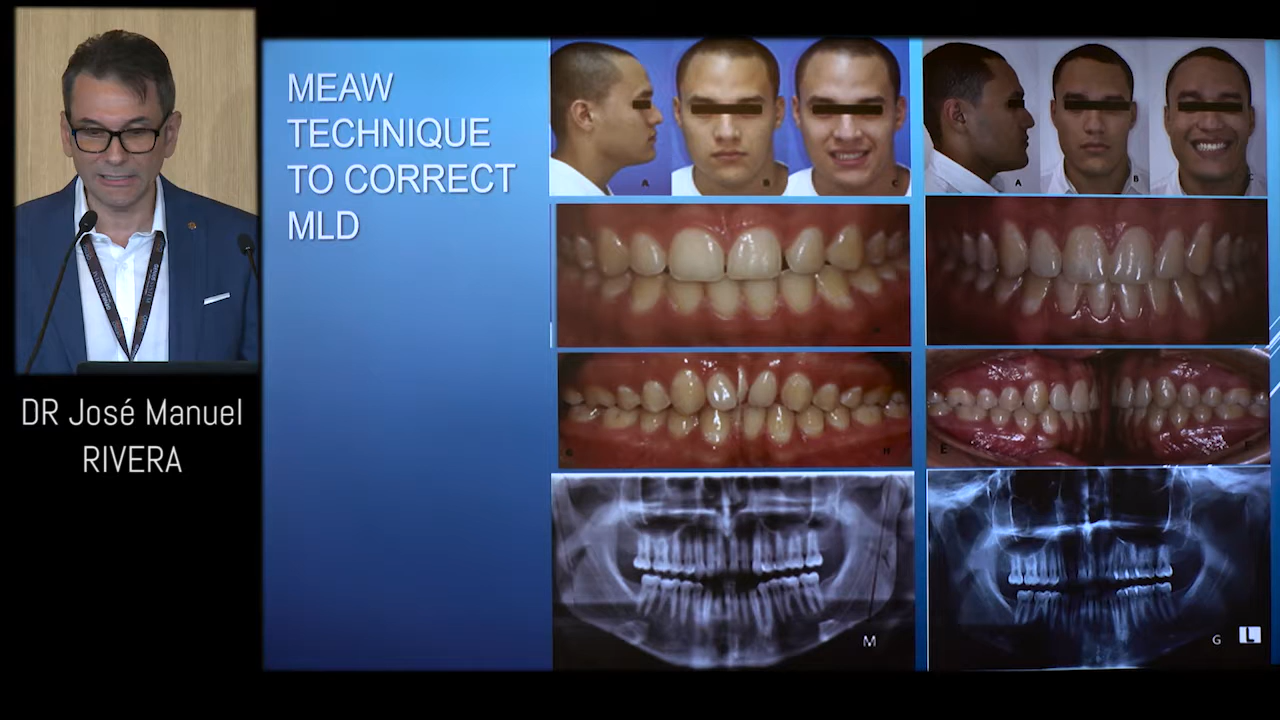 MEAW
TECHNIQUE
TO CORRECT
MLD
A
B
C
A
B
C
G
H
E
F
M
G
L
DR José Manuel
RIVERA